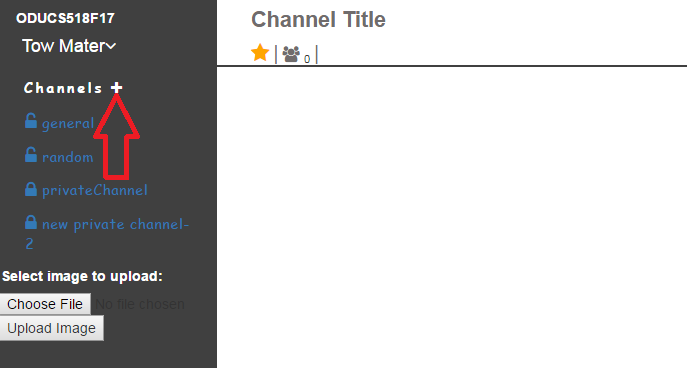 ODUCS518F17
Tow Mater
Channels +
general
random
privateChannel
new private channel-
2
Select image to upload:
Choose File No file chosen
Upload Image
Channel Title
| 0 |